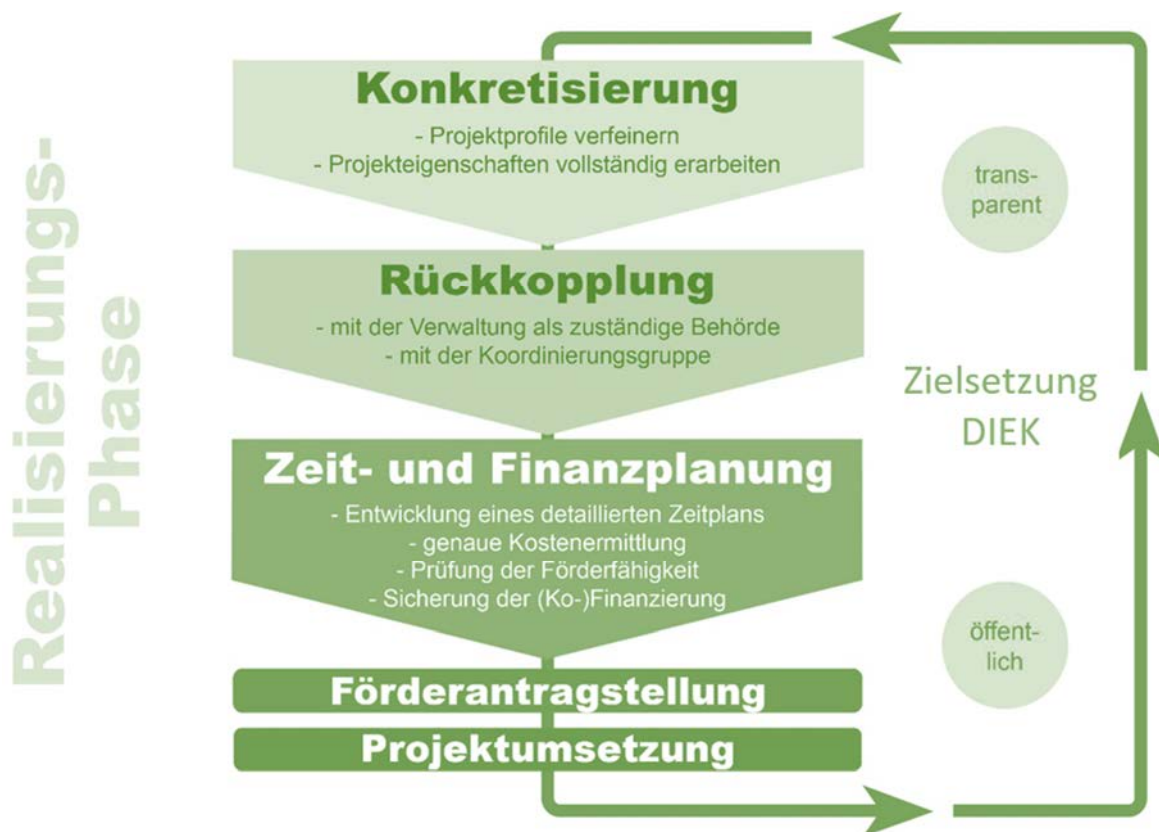 Realisierungs-
Phase
Konkretisierung
- Projektprofile verfeinern
- Projekteigenschaften vollständig erarbeiten
Rückkopplung
- mit der Verwaltung als zuständige Behörde
- mit der Koordinierungsgruppe
Zeit- und Finanzplanung
- Entwicklung eines detaillierten Zeitplans
- genaue Kostenermittlung
- Prüfung der Förderfähigkeit
- Sicherung der (Ko-)Finanzierung
Förderantragstellung
Projektumsetzung
trans-
parent
Zielsetzung
DIEK
öffent-
lich